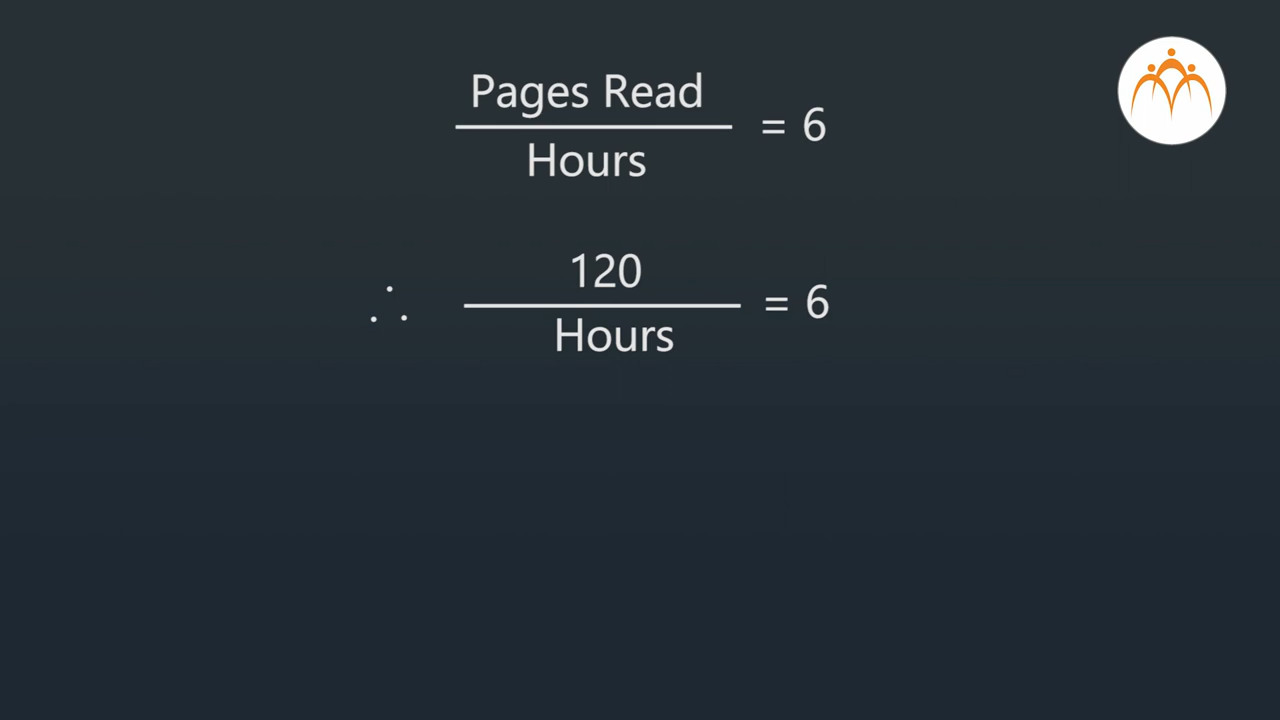 Pages Read
Hours
= 6
∴
120
Hours
= 6